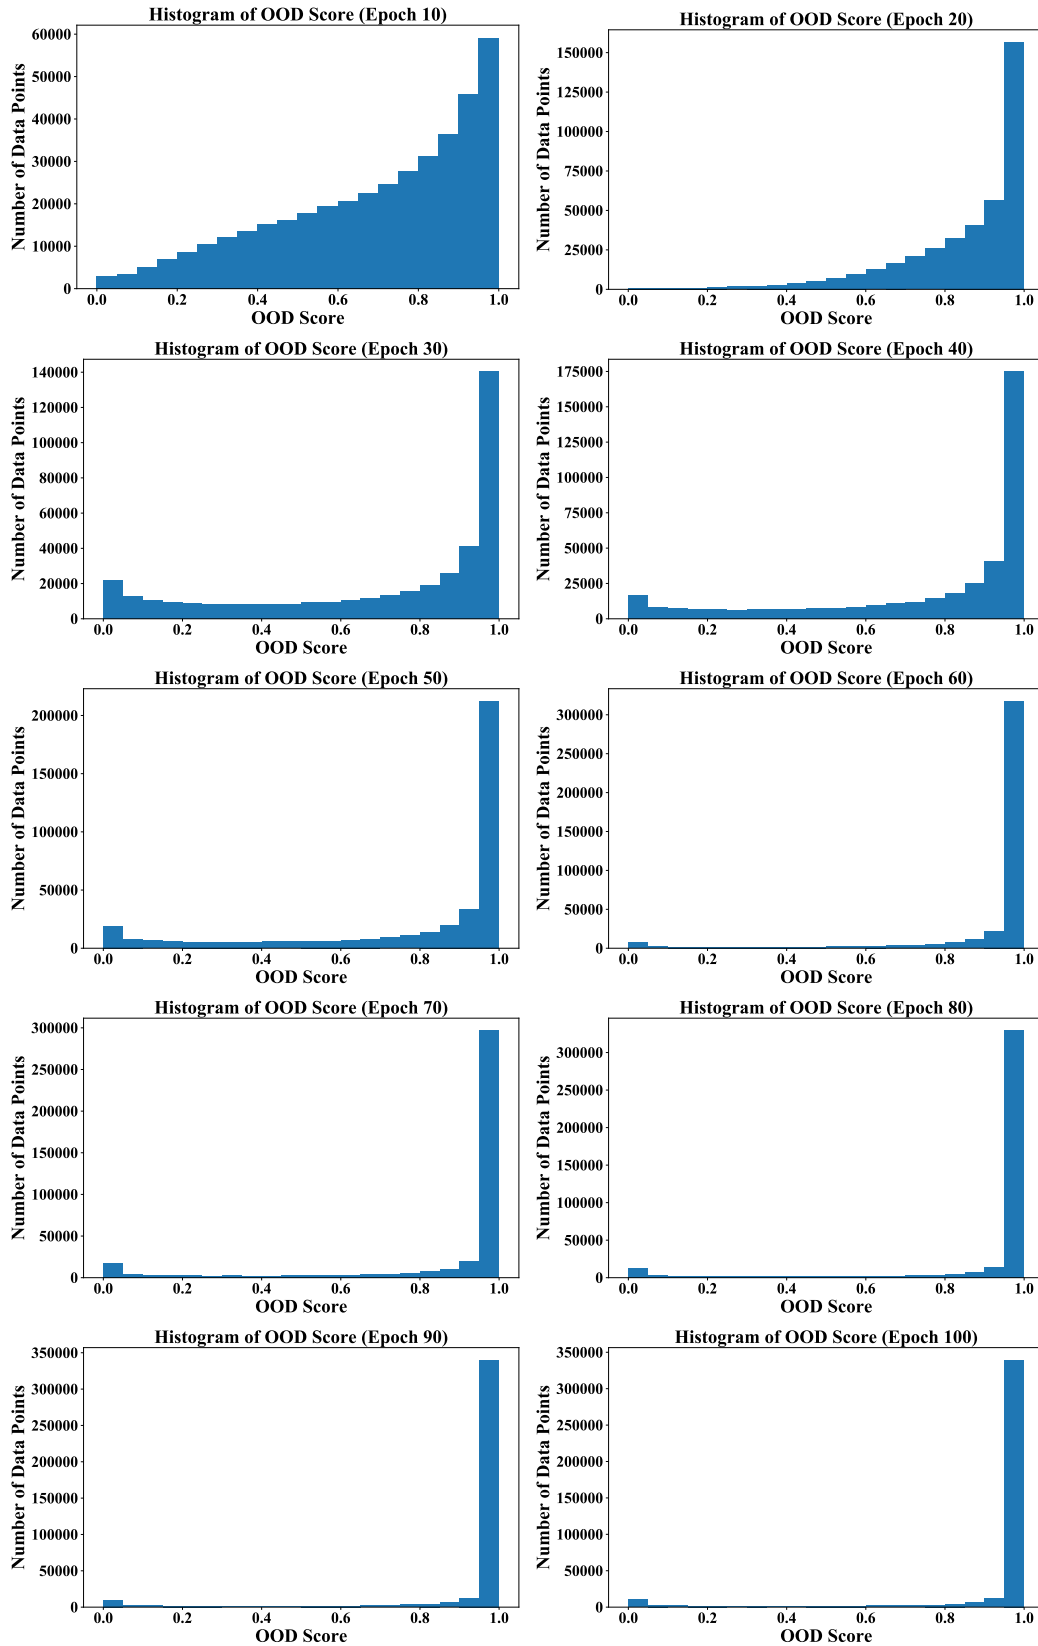 Histogram of OOD Score (Epoch 10)
Number of Data Points
60000
50000
40000
30000
20000
10000
0
0.0 0.2 0.4 0.6 0.8 1.0
OOD Score
Histogram of OOD Score (Epoch 20)
Number of Data Points
150000
125000
100000
75000
50000
25000
0
0.0 0.2 0.4 0.6 0.8 1.0
OOD Score
Histogram of OOD Score (Epoch 30)
Number of Data Points
140000
120000
100000
80000
60000
40000
20000
0
0.0 0.2 0.4 0.6 0.8 1.0
OOD Score
Histogram of OOD Score (Epoch 40)
Number of Data Points
175000
150000
125000
100000
75000
50000
25000
0
0.0 0.2 0.4 0.6 0.8 1.0
OOD Score
Histogram of OOD Score (Epoch 50)
Number of Data Points
200000
150000
100000
50000
0
0.0 0.2 0.4 0.6 0.8 1.0
OOD Score
Histogram of OOD Score (Epoch 60)
Number of Data Points
300000
250000
200000
150000
100000
50000
0
0.0 0.2 0.4 0.6 0.8 1.0
OOD Score
Histogram of OOD Score (Epoch 70)
Number of Data Points
300000
250000
200000
150000
100000
50000
0
0.0 0.2 0.4 0.6 0.8 1.0
OOD Score
Histogram of OOD Score (Epoch 80)
Number of Data Points
300000
250000
200000
150000
100000
50000
0
0.0 0.2 0.4 0.6 0.8 1.0
OOD Score
Histogram of OOD Score (Epoch 90)
Number of Data Points
350000
300000
250000
200000
150000
100000
50000
0
0.0 0.2 0.4 0.6 0.8 1.0
OOD Score
Histogram of OOD Score (Epoch 100)
Number of Data Points
350000
300000
250000
200000
150000
100000
50000
0
0.0 0.2 0.4 0.6 0.8 1.0
OOD Score